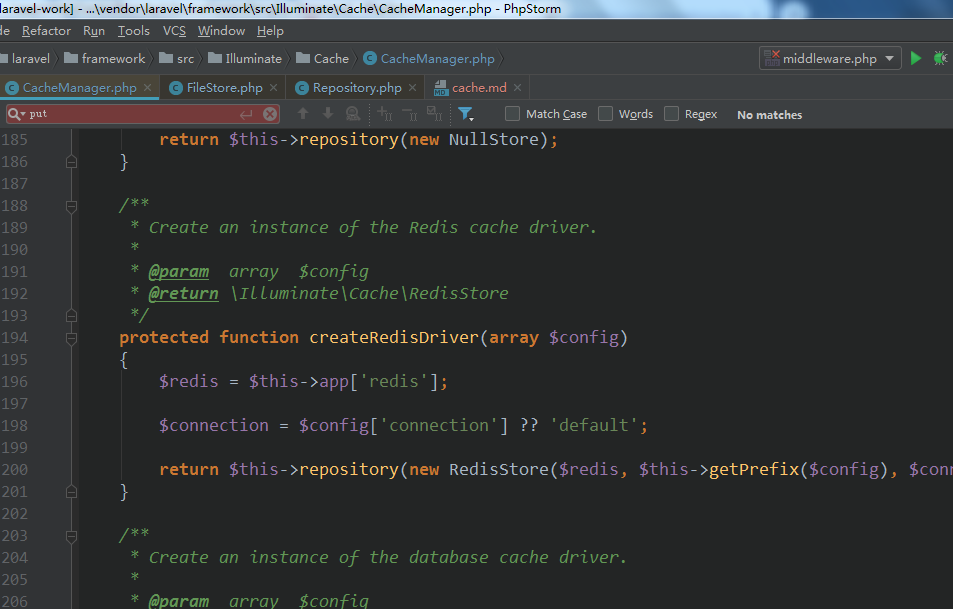 laravel-work] - ...\vendor\laravel\framework\src\Illuminate\Cache\CacheManager.php - PhpStorm
de Refactor Run Tools VCS Window Help
laravel framework src Illuminate Cache CacheManager.php middleware.php
CacheManager.php FileStore.php Repository.php cache.md
put Match Case Words Regex No matches
185 return $this->repository(new NullStore);
186 }
187
188 /**
189 * Create an instance of the Redis cache driver.
190 *
191 * @param array $config
192 * @return \Illuminate\Cache\RedisStore
193 */
194 protected function createRedisDriver(array $config)
195 {
196 $redis = $this->app['redis'];
197
198 $connection = $config['connection'] ?? 'default';
199
200 return $this->repository(new RedisStore($redis, $this->getPrefix($config), $conn
201 }
202
203 /**
204 * Create an instance of the database cache driver.
205 *
206 * @param array $config